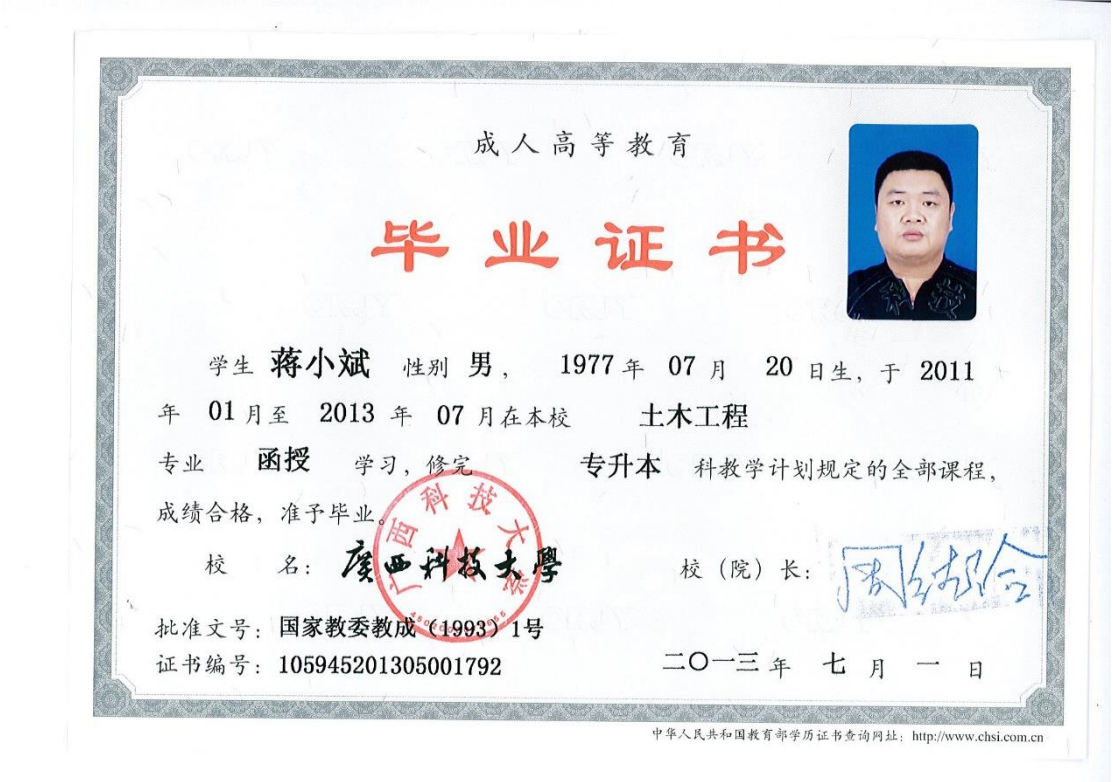 成人高等教育
毕业证书
学生 蒋小斌 性别 男， 1977 年 07 月 20 日生，于 2011
年 01 月至 2013 年 07 月在本校 土木工程
专业 函授 学习，修完 专升本 科教学计划规定的全部课程，
成绩合格，准予毕业。
广西科技大学
校 名： 廣西科技大學 校（院）长：
批准文号：国家教委教成（1993）1号
证书编号：105945201305001792 二〇一三 年 七 月 一 日
中华人民共和国教育部学历证书查询网址：http://www.chsi.com.cn